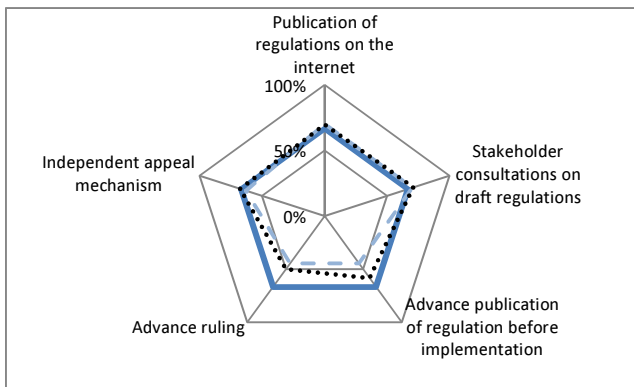 Publication of
regulations on the
internet
100%
50%
0%
Stakeholder
consultations on
draft regulations
Independent appeal
mechanism
Advance ruling
Advance publication
of regulation before
implementation